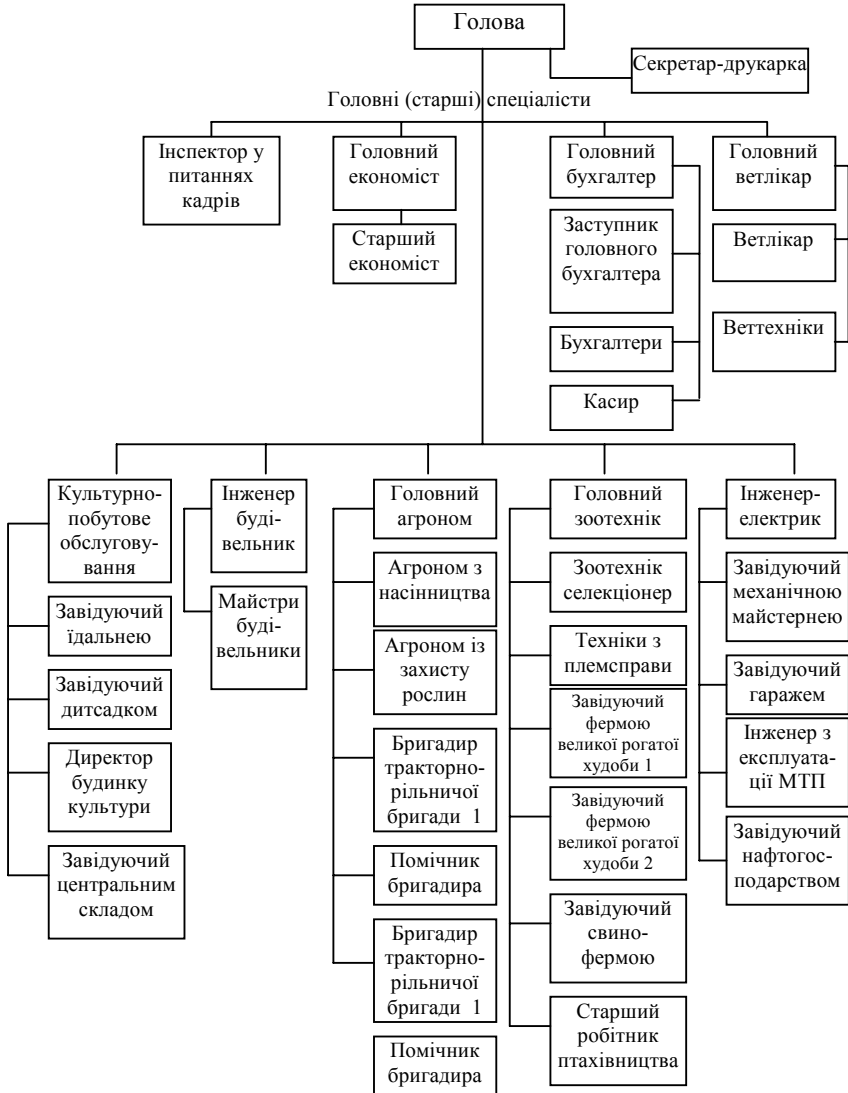 Голова
Секретар-друкарка
Головні (старші) спеціалісти
Інспектор у
питаннях
кадрів
Головний
економіст
Старший
економіст
Головний
бухгалтер
Заступник
головного
бухгалтера
Бухгалтери
Касир
Головний
ветлікар
Ветлікар
Веттехніки
Культурно-
побутове
обслугову-
вання
Завідуючий
їдальнею
Завідуючий
дитсадком
Директор
будинку
культури
Завідуючий
центральним
складом
Інженер
буді-
вельник
Майстри
буді-
вельники
Головний
агроном
Агроном з
насінництва
Агроном із
захисту
рослин
Бригадир
тракторно-
рільничої
бригади 1
Помічник
бригадира
Бригадир
тракторно-
рільничої
бригади 1
Помічник
бригадира
Головний
зоотехнік
Зоотехнік
селекціонер
Техніки з
племсправи
Завідуючий
фермою
великої рогатої
худоби 1
Завідуючий
фермою
великої рогатої
худоби 2
Завідуючий
свино-
фермою
Старший
робітник
птахівництва
Інженер-
електрик
Завідуючий
механічною
майстернею
Завідуючий
гаражем
Інженер з
експлуата-
ції МТП
Завідуючий
нафтогос-
подарством